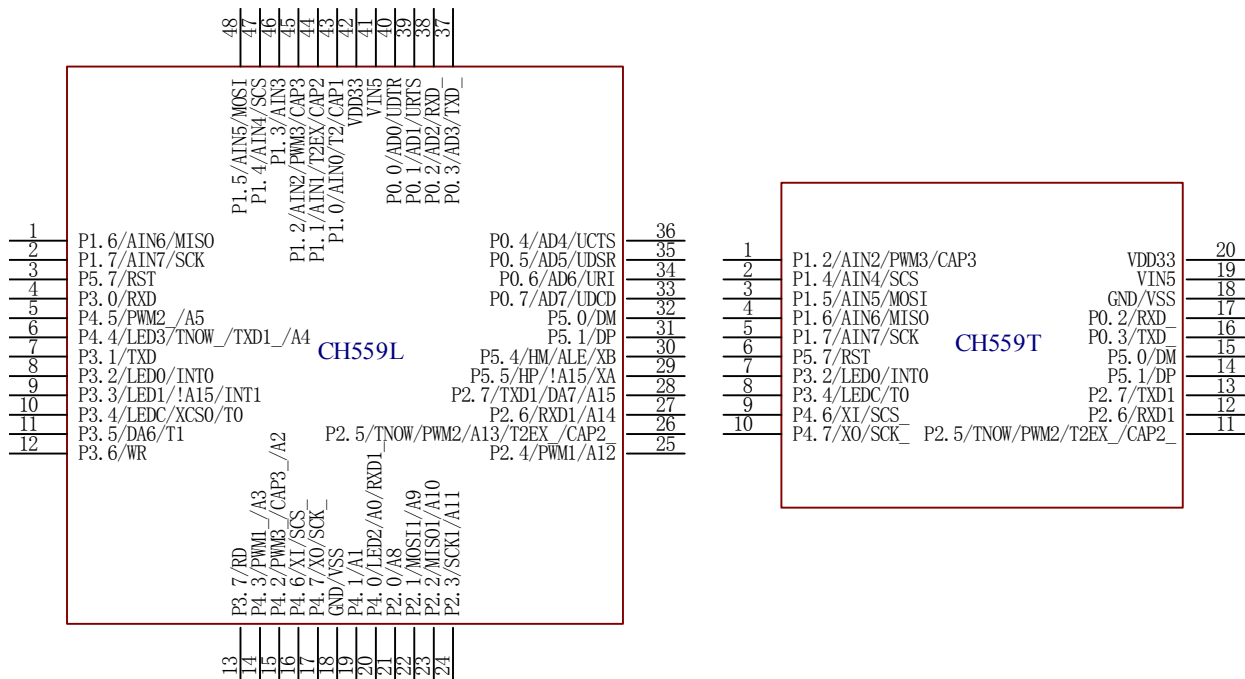 48
47
46
45
44
43
42
41
40
39
38
37
P1.5/AIN5/MOSI
P1.4/AIN4/SCS
P1.3/AIN3
P1.2/AIN2/PWM3/CAP3
P1.1/AIN1/T2EX/CAP2
P1.0/AIN0/T2/CAP1
VDD33
VIN5
P0.0/AD0/UDTR
P0.1/AD1/URTS
P0.2/AD2/RXD_
P0.3/AD3/TXD_
1 P1.6/AIN6/MISO
2 P1.7/AIN7/SCK
3 P5.7/RST
4 P3.0/RXD
5 P4.5/PWM2_/A5
6 P4.4/LED3/TNOW_/TXD1_/A4
7 P3.1/TXD
8 P3.2/LED0/INT0
9 P3.3/LED1/!A15/INT1
10 P3.4/LEDC/XCS0/T0
11 P3.5/DA6/T1
12 P3.6/WR
CH559L
P0.4/AD4/UCTS 36
P0.5/AD5/UDSR 35
P0.6/AD6/URI 34
P0.7/AD7/UDCD 33
P5.0/DM 32
P5.1/DP 31
P5.4/HM/ALE/XB 30
P5.5/HP/!A15/XA 29
P2.7/TXD1/DA7/A15 28
P2.6/RXD1/A14 27
P2.5/TNOW/PWM2/A13/T2EX_/CAP2_ 26
P2.4/PWM1/A12 25
P3.7/RD
P4.3/PWM1_/A3
P4.2/PWM3_/CAP3_/A2
P4.6/XI/SCS_
P4.7/XO/SCK_
GND/VSS
P4.1/A1
P4.0/LED2/A0/RXD1_
P2.0/A8
P2.1/MOSI1/A9
P2.2/MISO1/A10
P2.3/SCK1/A11
13
14
15
16
17
18
19
20
21
22
23
24
1 P1.2/AIN2/PWM3/CAP3
2 P1.4/AIN4/SCS
3 P1.5/AIN5/MOSI
4 P1.6/AIN6/MISO
5 P1.7/AIN7/SCK
6 P5.7/RST
7 P3.2/LED0/INT0
8 P3.4/LEDC/T0
9 P4.6/XI/SCS_
10 P4.7/XO/SCK_
CH559T
VDD33 20
VIN5 19
GND/VSS 18
P0.2/RXD_ 17
P0.3/TXD_ 16
P5.0/DM 15
P5.1/DP 14
P2.7/TXD1 13
P2.6/RXD1 12
P2.5/TNOW/PWM2/T2EX_/CAP2_ 11